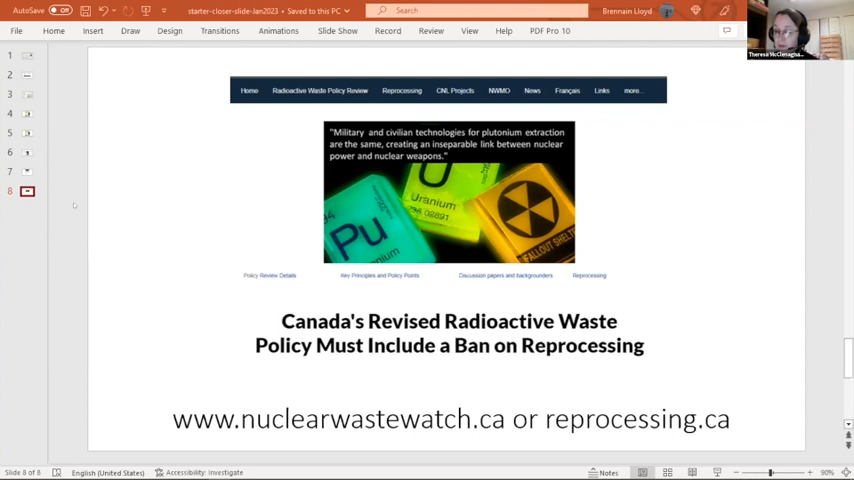 AutoSave Off
starter-closer-slide-Jan2023 • Saved to this PC
Search
Brennain Lloyd
File Home Insert Draw Design Transitions Animations Slide Show Record Review View Help PDF Pro 10
Theresa McClenagha...
1
2
3
4
5
6
7
8
Home Radioactive Waste Policy Review Reprocessing CNL Projects NWMO News Français Links more...
"Military and civilian technologies for plutonium extraction
are the same, creating an inseparable link between nuclear
power and nuclear weapons."
U
Uranium
Pu
FALLOUT SHELTER
Policy Review Details Key Principles and Policy Points Discussion papers and backgrounders Reprocessing
Canada's Revised Radioactive Waste
Policy Must Include a Ban on Reprocessing
www.nuclearwastewatch.ca or reprocessing.ca
Slide 8 of 8 English (United States) Accessibility: Investigate Notes 90%